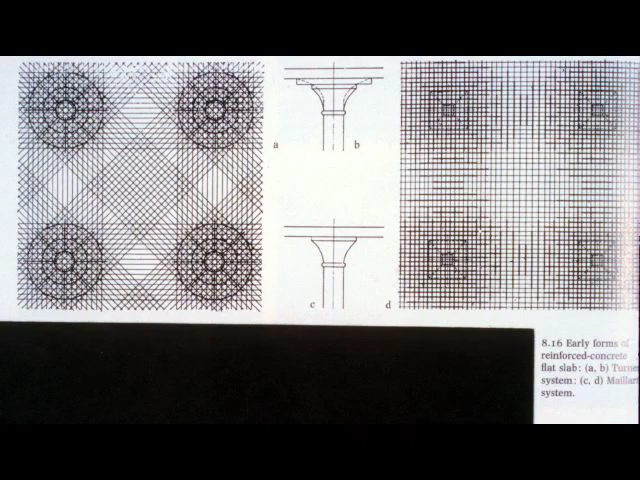 a
b
c
d
8.16 Early forms of
reinforced-concrete
flat slab: (a, b) Turner
system: (c, d) Maillart
system.